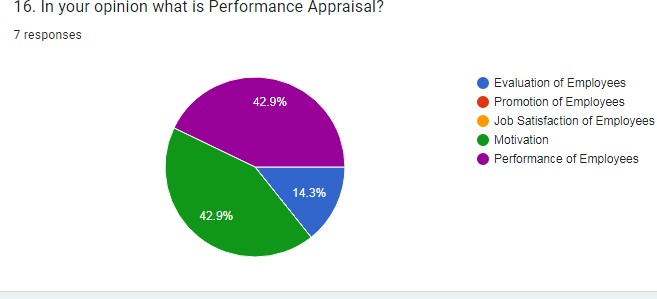 16. In your opinion what is Performance Appraisal?
7 responses
42.9%
14.3%
42.9%
Evaluation of Employees
Promotion of Employees
Job Satisfaction of Employees
Motivation
Performance of Employees